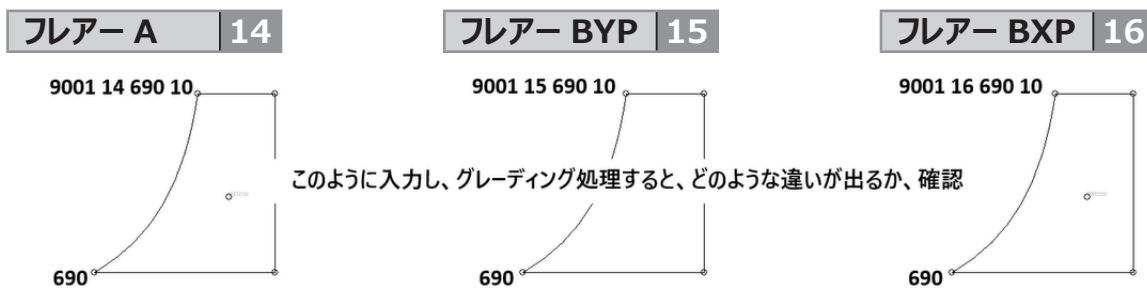 フレアー A 14
フレアー BYP 15
フレアー BXP 16
9001 14 690 10
9001 15 690 10
9001 16 690 10
このように入力し、グレーディング処理すると、どのような違いが出るか、確認
690
690
690